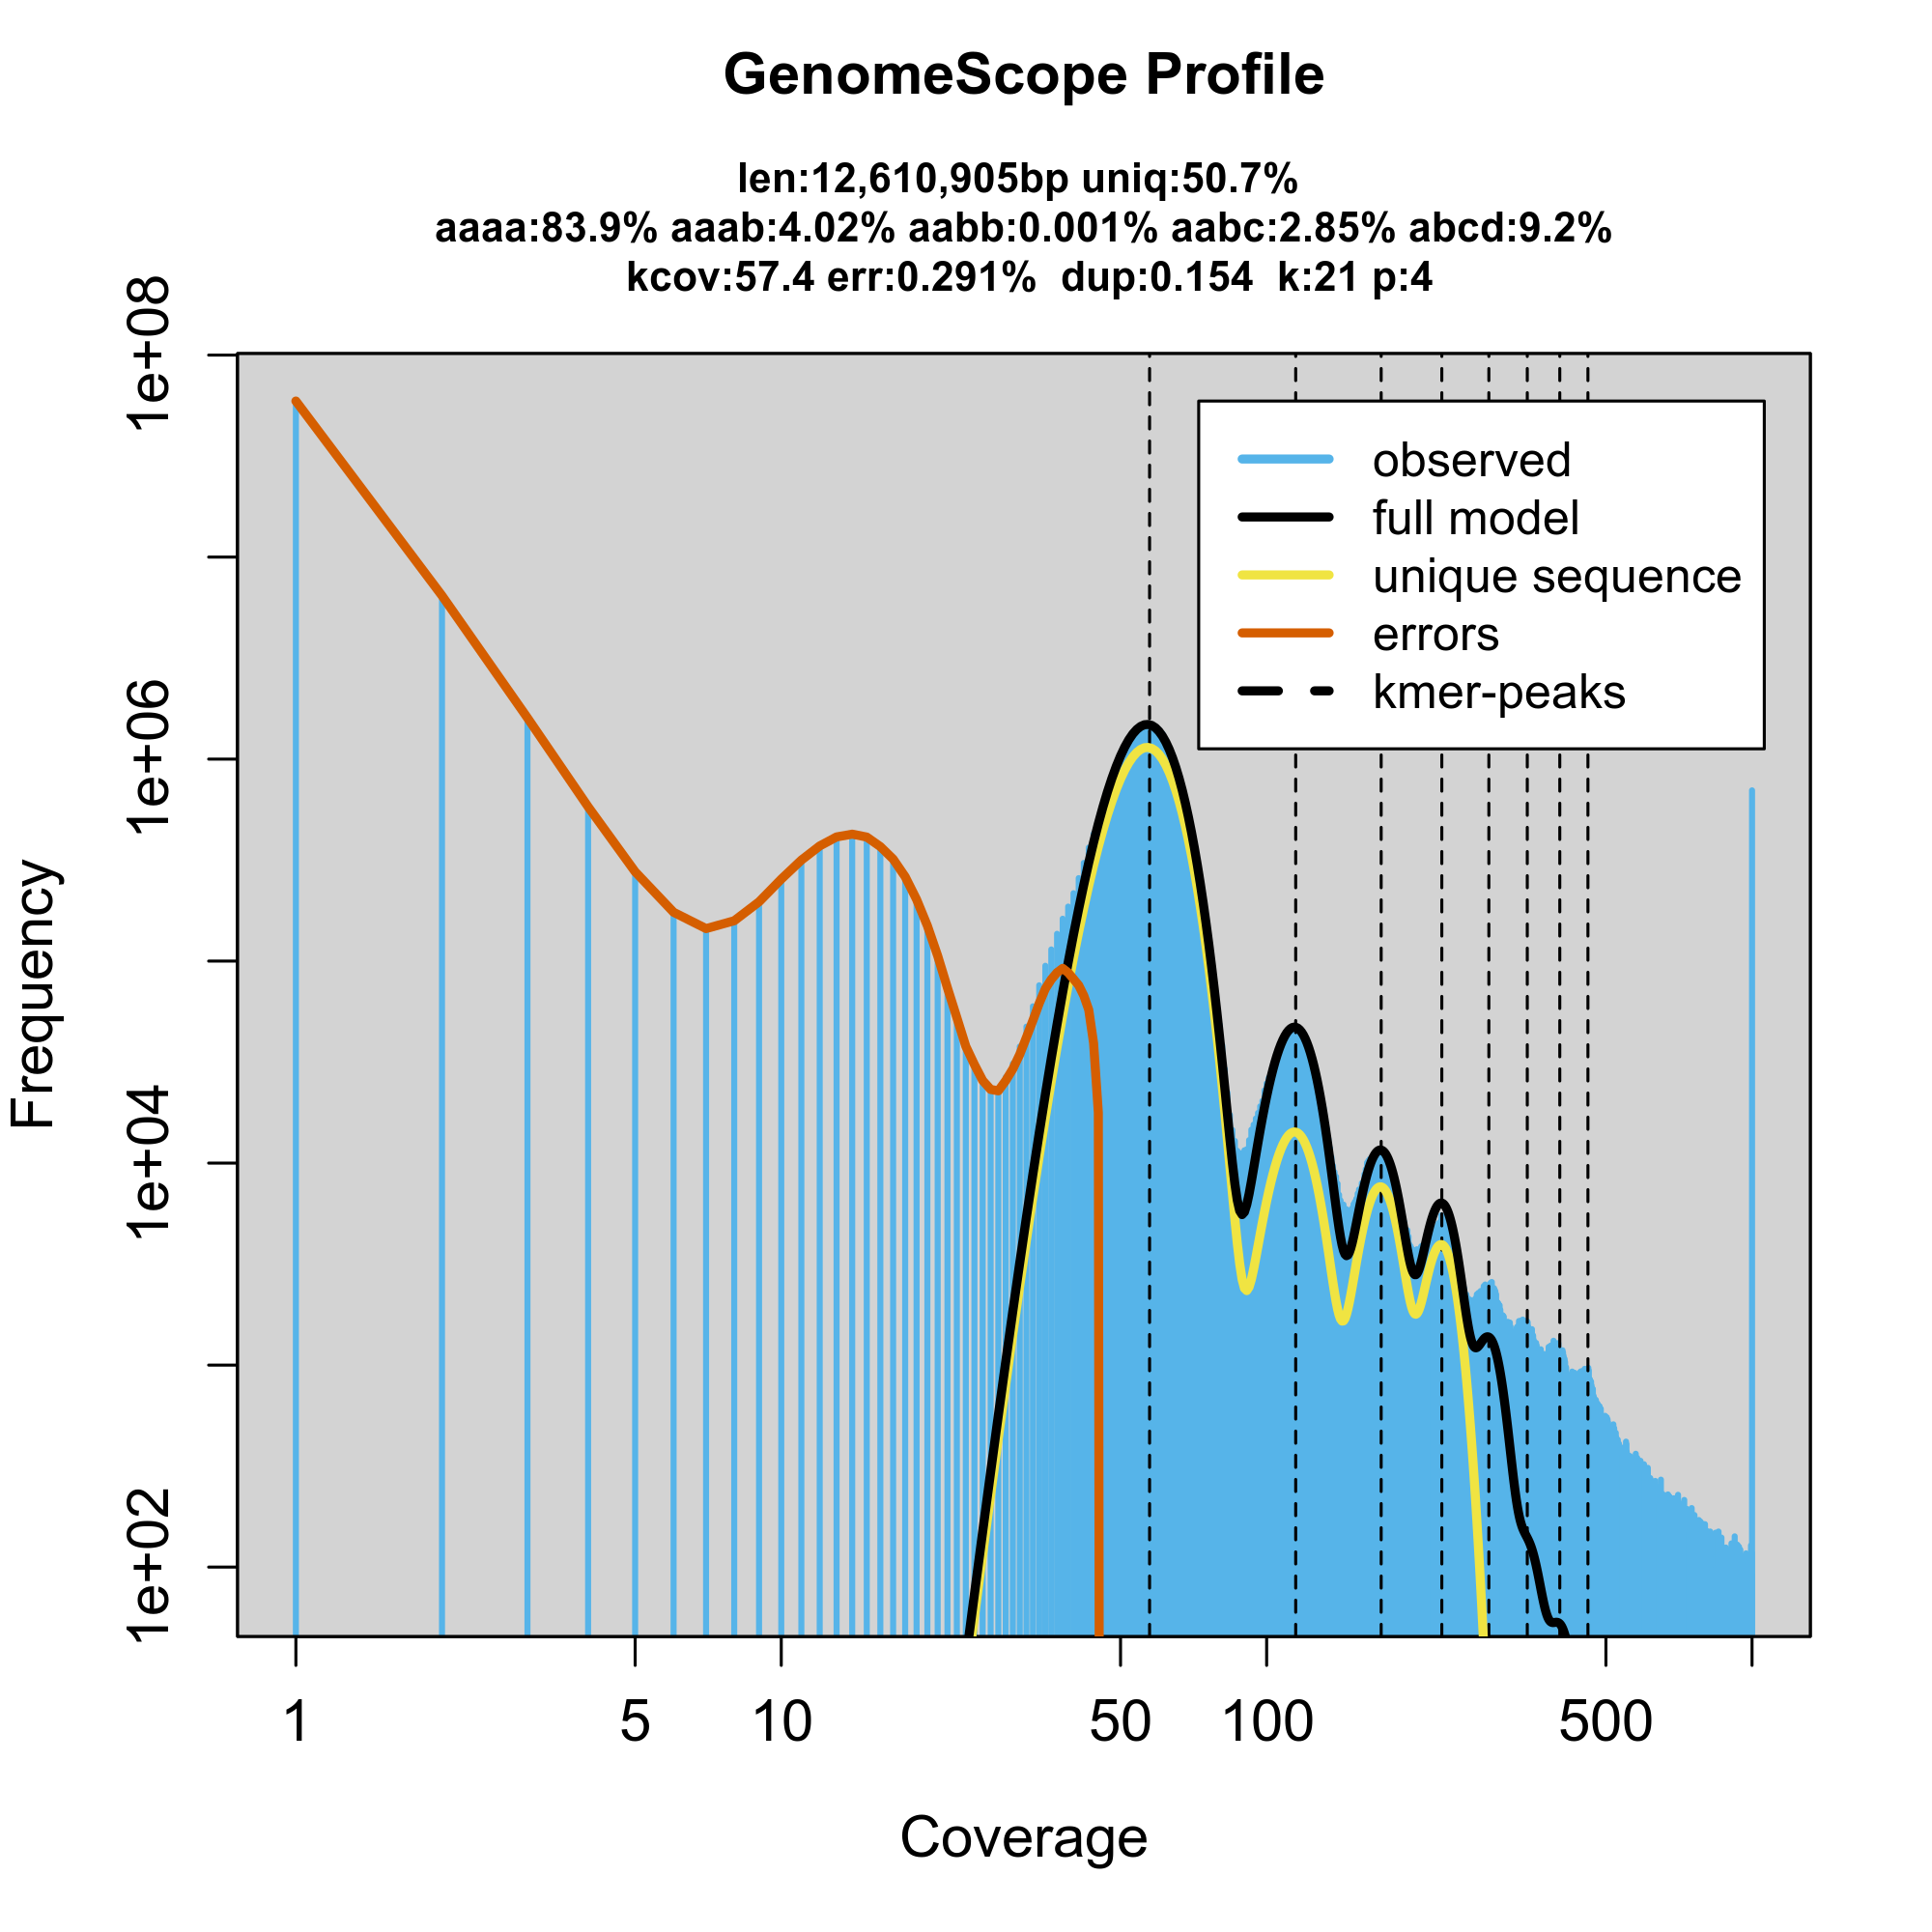 GenomeScope Profile
len:12,610,905bp uniq:50.7%
aaaa:83.9% aaab:4.02% aabb:0.001% aabc:2.85% abcd:9.2%
kcov:57.4 err:0.291% dup:0.154 k:21 p:4
1e+08
1e+06
1e+04
1e+02
Frequency
observed
full model
unique sequence
errors
kmer-peaks
1 5 10 50 100 500
Coverage